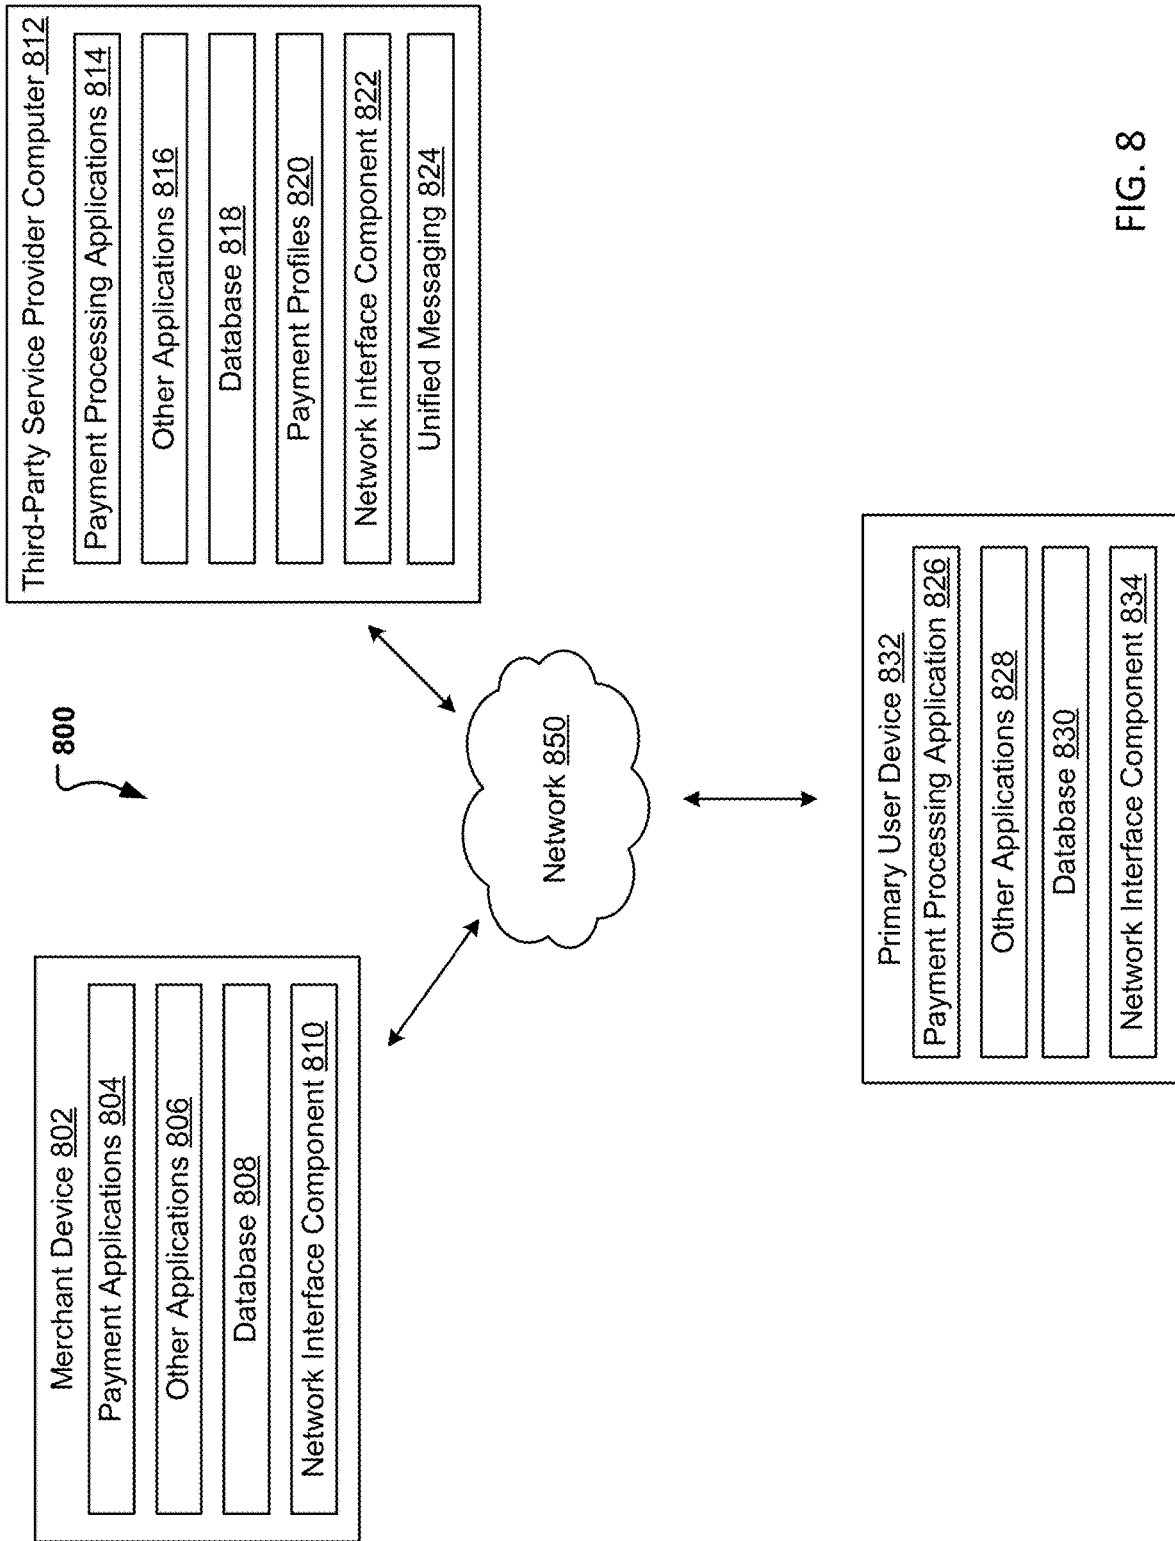 800
Merchant Device 802
Payment Applications 804
Other Applications 806
Database 808
Network Interface Component 810
Third-Party Service Provider Computer 812
Payment Processing Applications 814
Other Applications 816
Database 818
Payment Profiles 820
Network Interface Component 822
Unified Messaging 824
Network 850
Primary User Device 832
Payment Processing Application 826
Other Applications 828
Database 830
Network Interface Component 834
FIG. 8